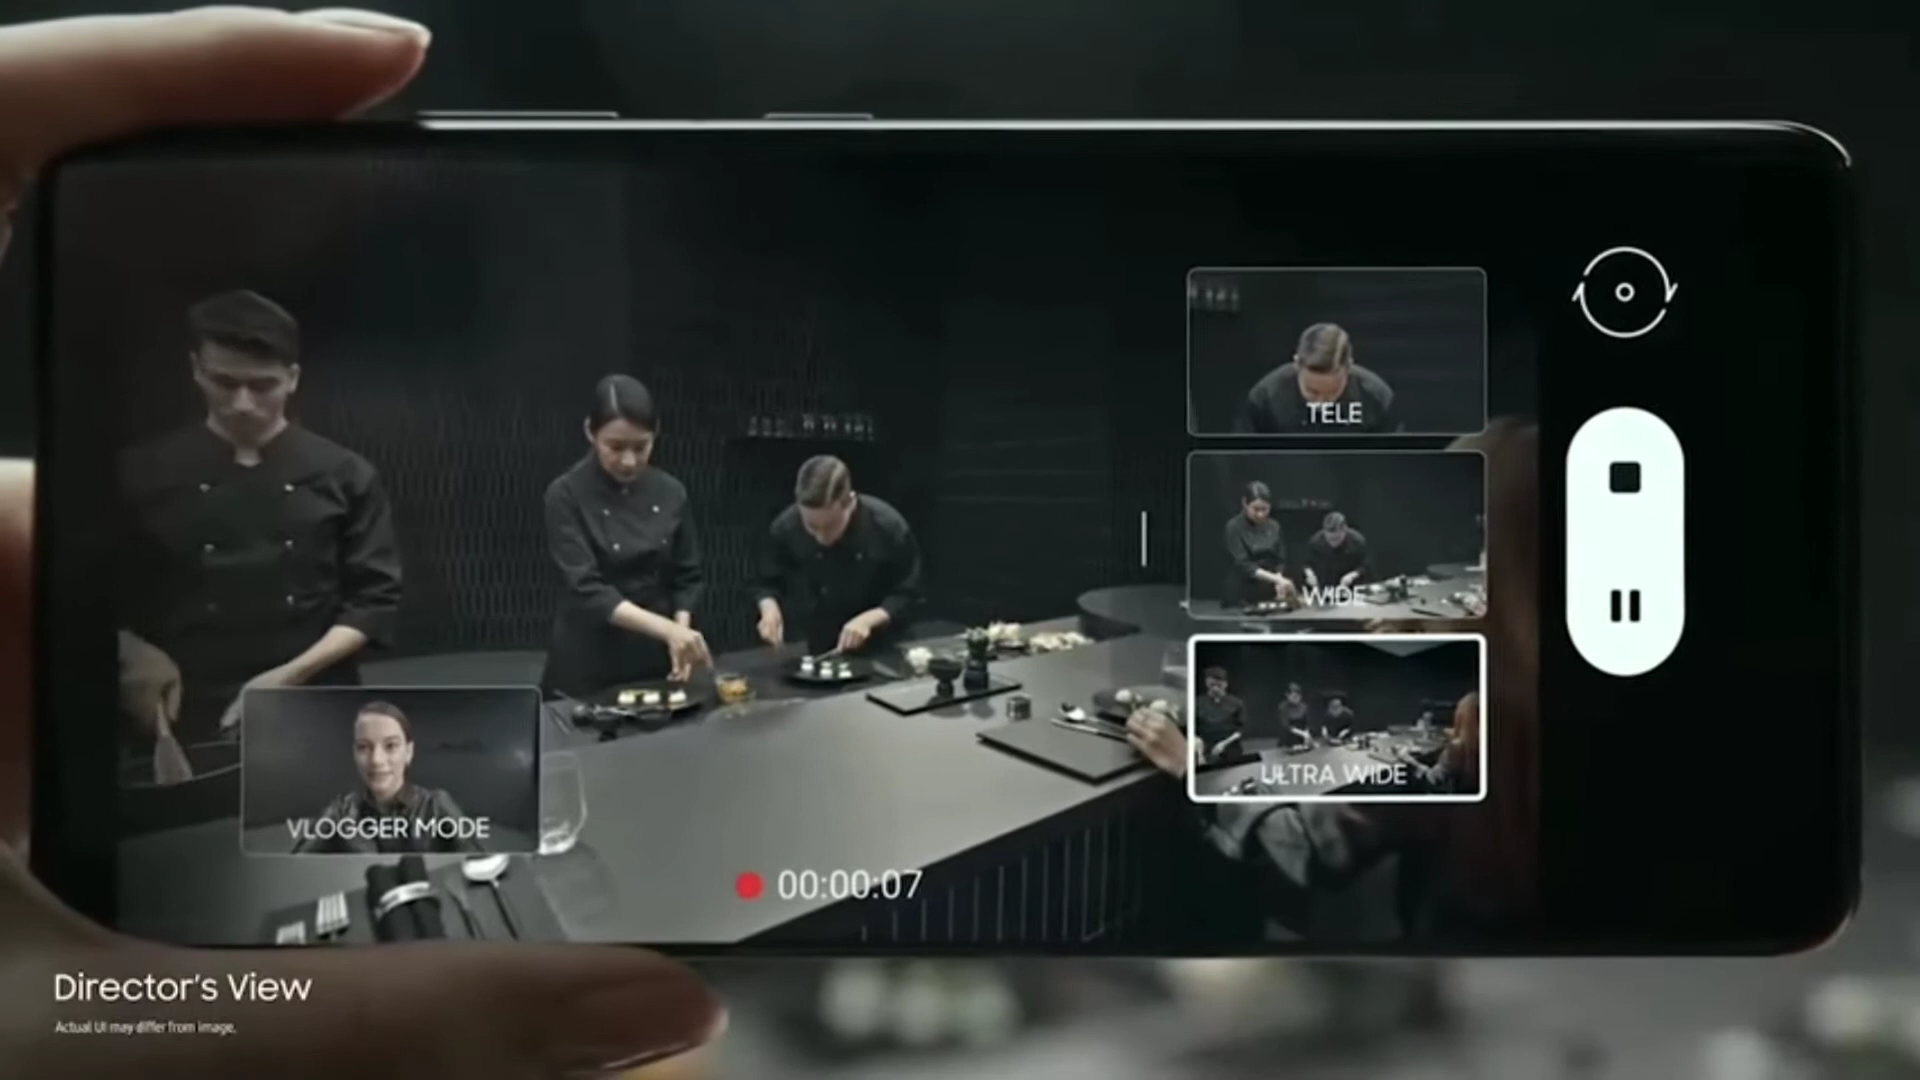 TELE
WIDE
ULTRA WIDE
VLOGGER MODE
00:00:07
Director's View
Actual UI may differ from image.